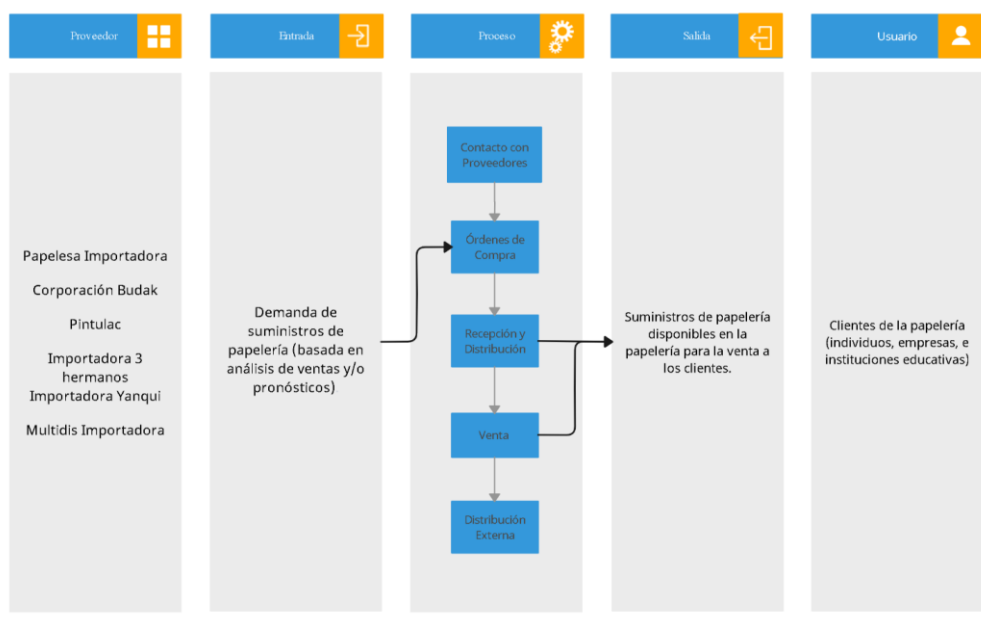 Proveedor
Entrada
Proceso
Salida
Usuario
Papelesa Importadora
Corporación Budak
Pintulac
Importadora 3
hermanos
Importadora Yanqui
Multidis Importadora
Demanda de
suministros de
papelería (basada en
análisis de ventas y/o
pronósticos)
Contacto con
Proveedores
Órdenes de
Compra
Recepción y
Distribución
Venta
Distribución
Externa
Suministros de papelería
disponibles en la
papelería para la venta a
los clientes.
Clientes de la papelería
(individuos, empresas, e
instituciones educativas)